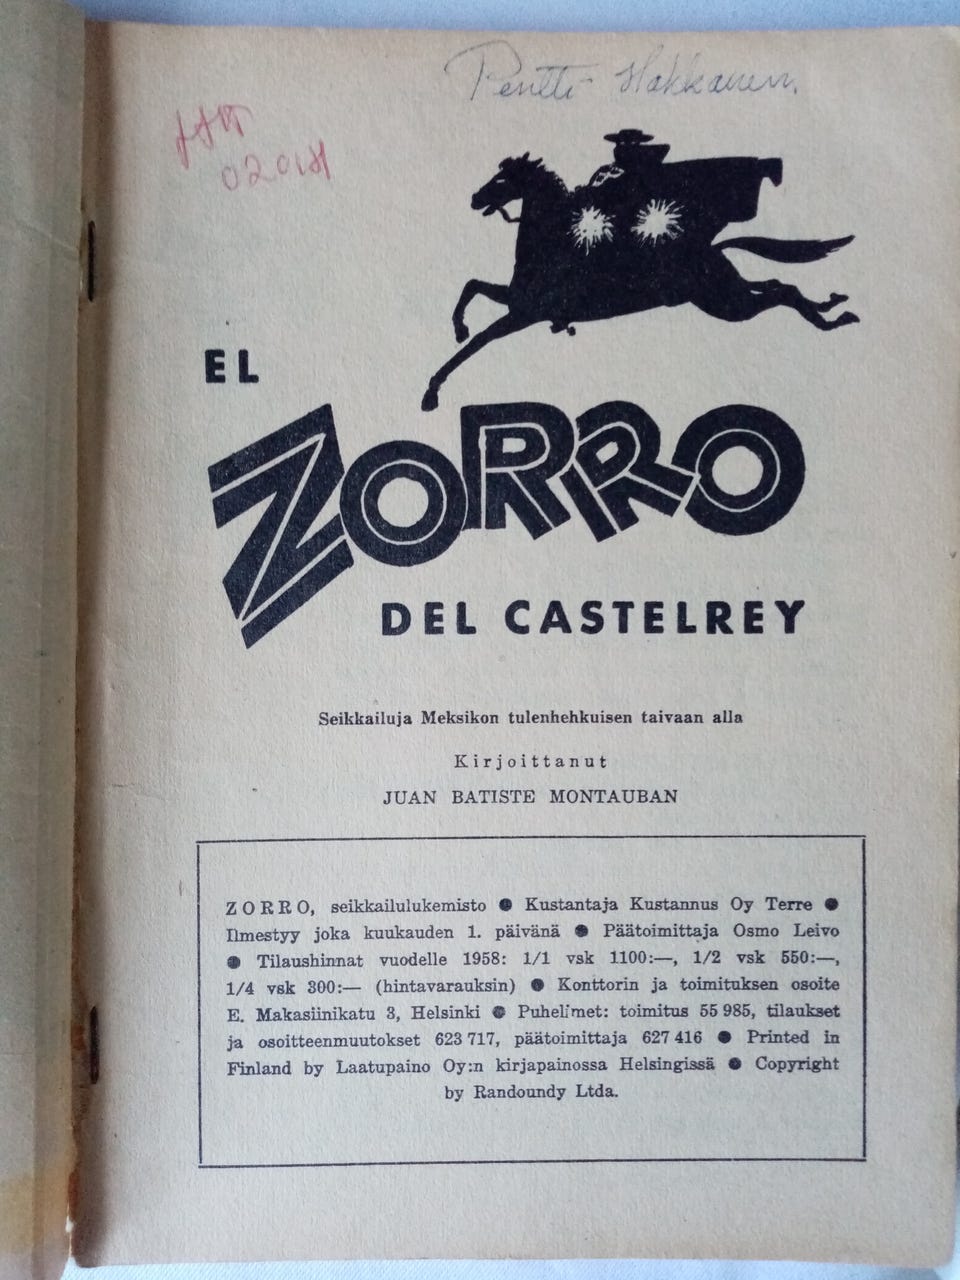 Pentti Hakkanen.
EL
ZORRO
DEL CASTELREY
Seikkailuja Meksikon tulenhehkuisen taivaan alla
Kirjoittanut
JUAN BATISTE MONTAUBAN
ZORRO, seikkailulukemisto ● Kustantaja Kustannus Oy Terre ●
Ilmestyy joka kuukauden 1. päivänä ● Päätoimittaja Osmo Leivo
● Tilaushinnat vuodelle 1958: 1/1 vsk 1100:—, 1/2 vsk 550:—,
1/4 vsk 300:— (hintavarauksin) ● Konttorin ja toimituksen osoite
E. Makasiinikatu 3, Helsinki ● Puhelimet: toimitus 55 985, tilaukset
ja osoitteenmuutokset 623 717, päätoimittaja 627 416 ● Printed in
Finland by Laatupaino Oy:n kirjapainossa Helsingissä ● Copyright
by Randoundy Ltda.